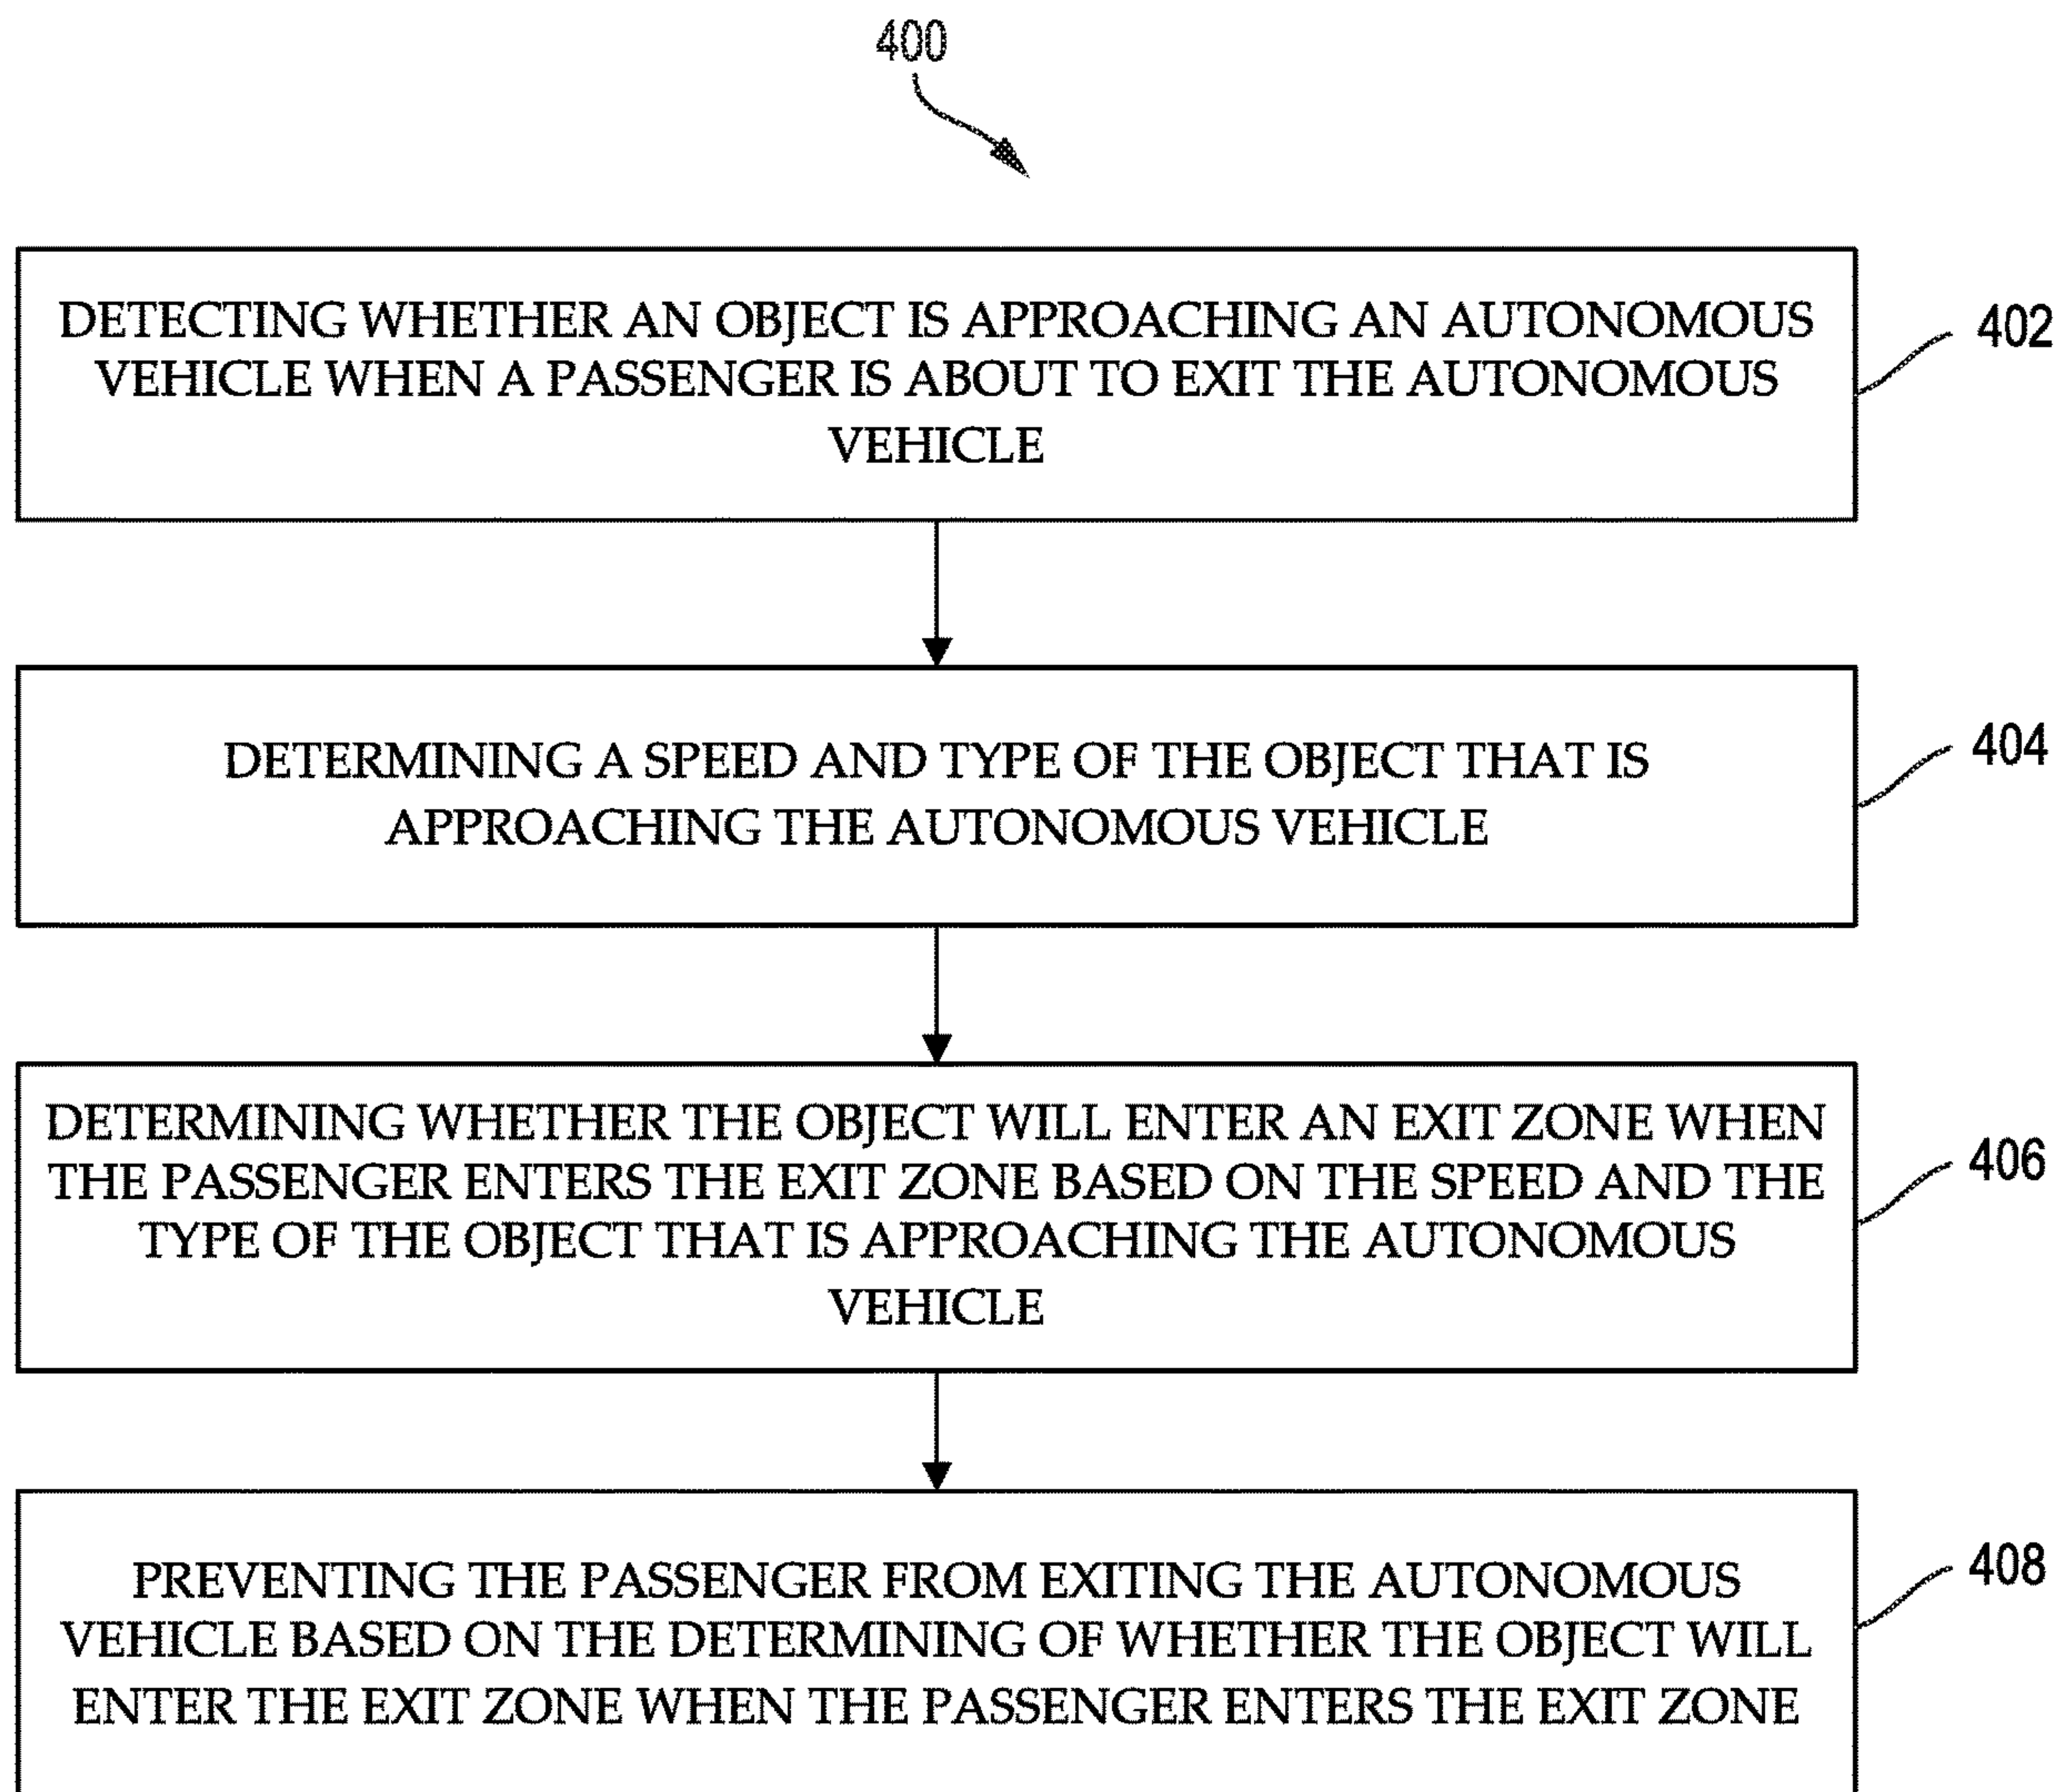 400
DETECTING WHETHER AN OBJECT IS APPROACHING AN AUTONOMOUS
VEHICLE WHEN A PASSENGER IS ABOUT TO EXIT THE AUTONOMOUS
VEHICLE
402
DETERMINING A SPEED AND TYPE OF THE OBJECT THAT IS
APPROACHING THE AUTONOMOUS VEHICLE
404
DETERMINING WHETHER THE OBJECT WILL ENTER AN EXIT ZONE WHEN
THE PASSENGER ENTERS THE EXIT ZONE BASED ON THE SPEED AND THE
TYPE OF THE OBJECT THAT IS APPROACHING THE AUTONOMOUS
VEHICLE
406
PREVENTING THE PASSENGER FROM EXITING THE AUTONOMOUS
VEHICLE BASED ON THE DETERMINING OF WHETHER THE OBJECT WILL
ENTER THE EXIT ZONE WHEN THE PASSENGER ENTERS THE EXIT ZONE
408